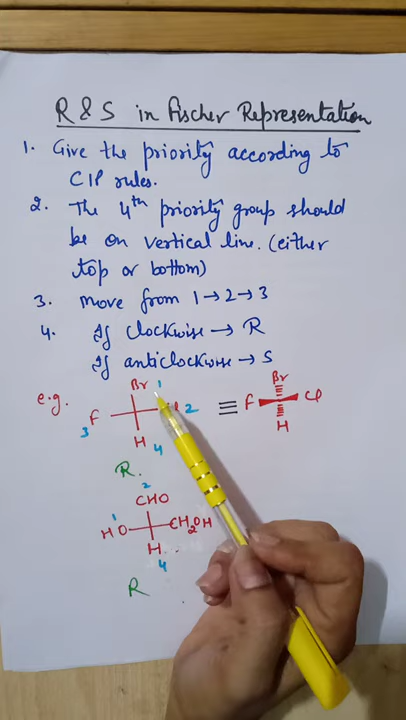 R & S in Fischer Representation
1. Give the priority according to
CIP rules.
2. The 4th priority group should
be on vertical line. (either
top or bottom)
3. Move from 1→2→3
4. If clockwise → R
If anticlockwise → S
e.g.
Br 1
F 2
3
H 4
R.
≡
Br
F Cl
H
2
CHO
1
HO CH2OH
H
4
R